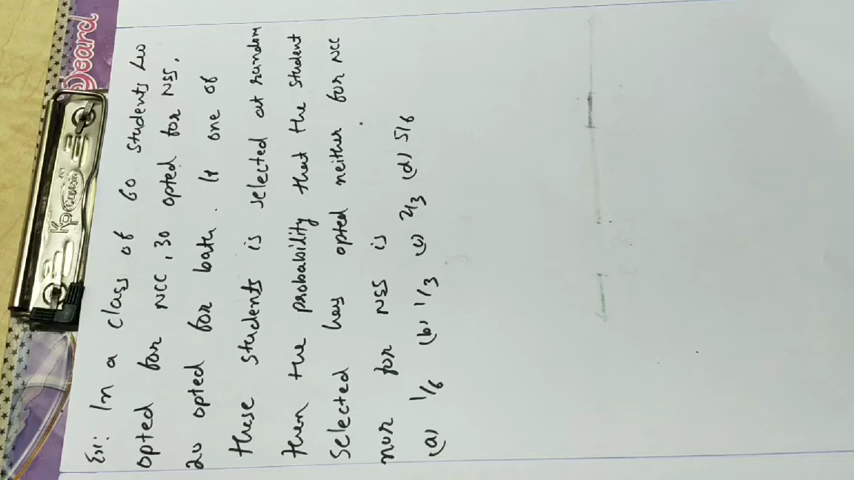 Board
Kocaire
Ex: In a class of 60 students 40
opted for NCC, 30 opted for NSS,
20 opted for bath. If one of
these students is selected at random
then the probability that the student
selected has opted neither for NCC
nor for NSS is
(a) 1/6 (b) 1/3 (c) 2/3 (d) 5/6